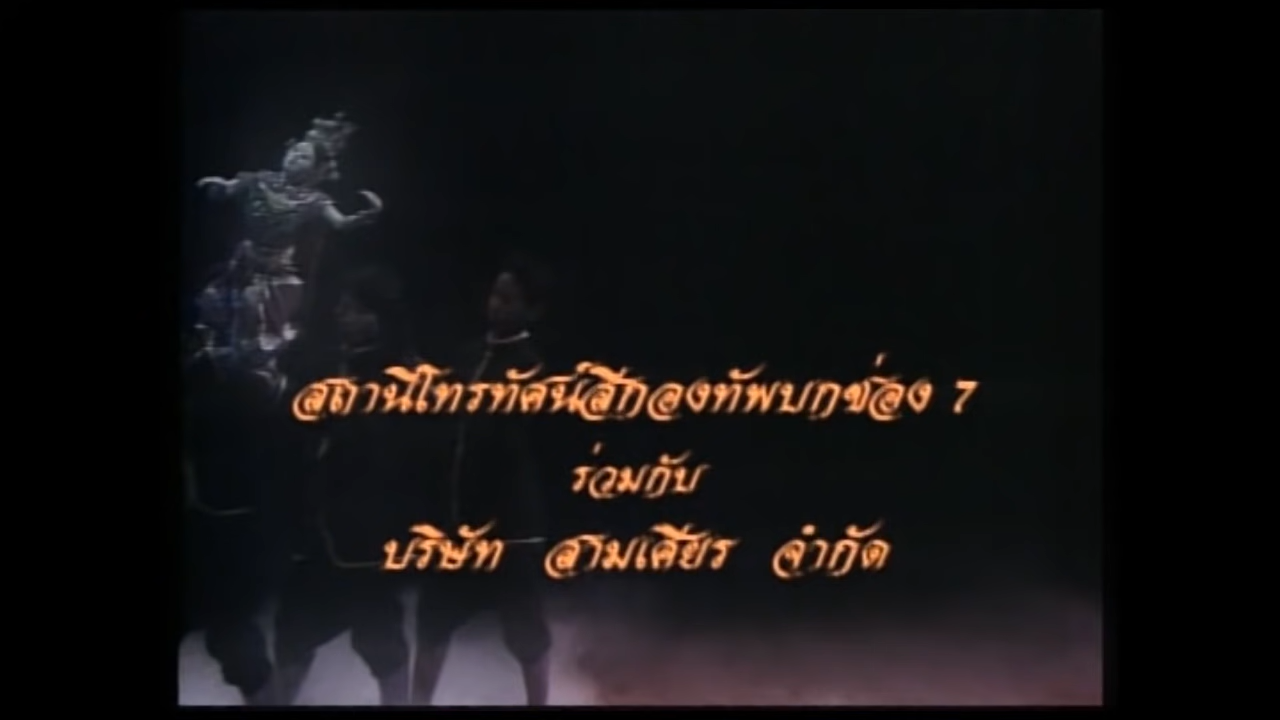 สถานีโทรทัศน์สีกองทัพบกช่อง 7
ร่วมกับ
บริษัท สามเศียร จำกัด